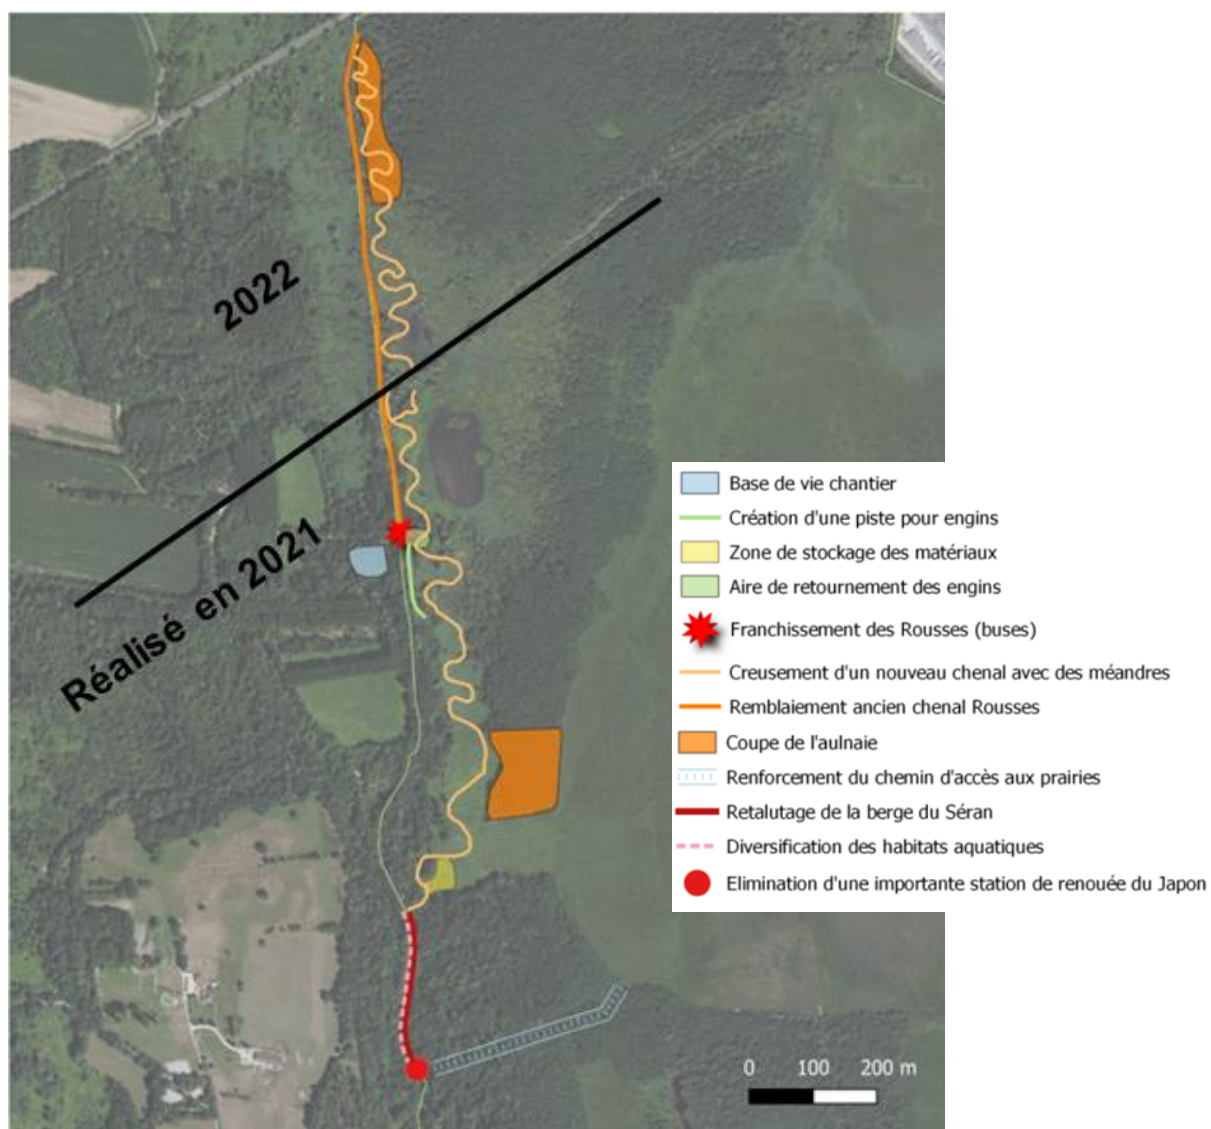 2022
Réalisé en 2021
Base de vie chantier
Création d'une piste pour engins
Zone de stockage des matériaux
Aire de retournement des engins
Franchissement des Rousses (buses)
Creusement d'un nouveau chenal avec des méandres
Remblaiement ancien chenal Rousses
Coupe de l'aulnaie
Renforcement du chemin d'accès aux prairies
Retalutage de la berge du Séran
Diversification des habitats aquatiques
Elimination d'une importante station de renouée du Japon
0 100 200 m